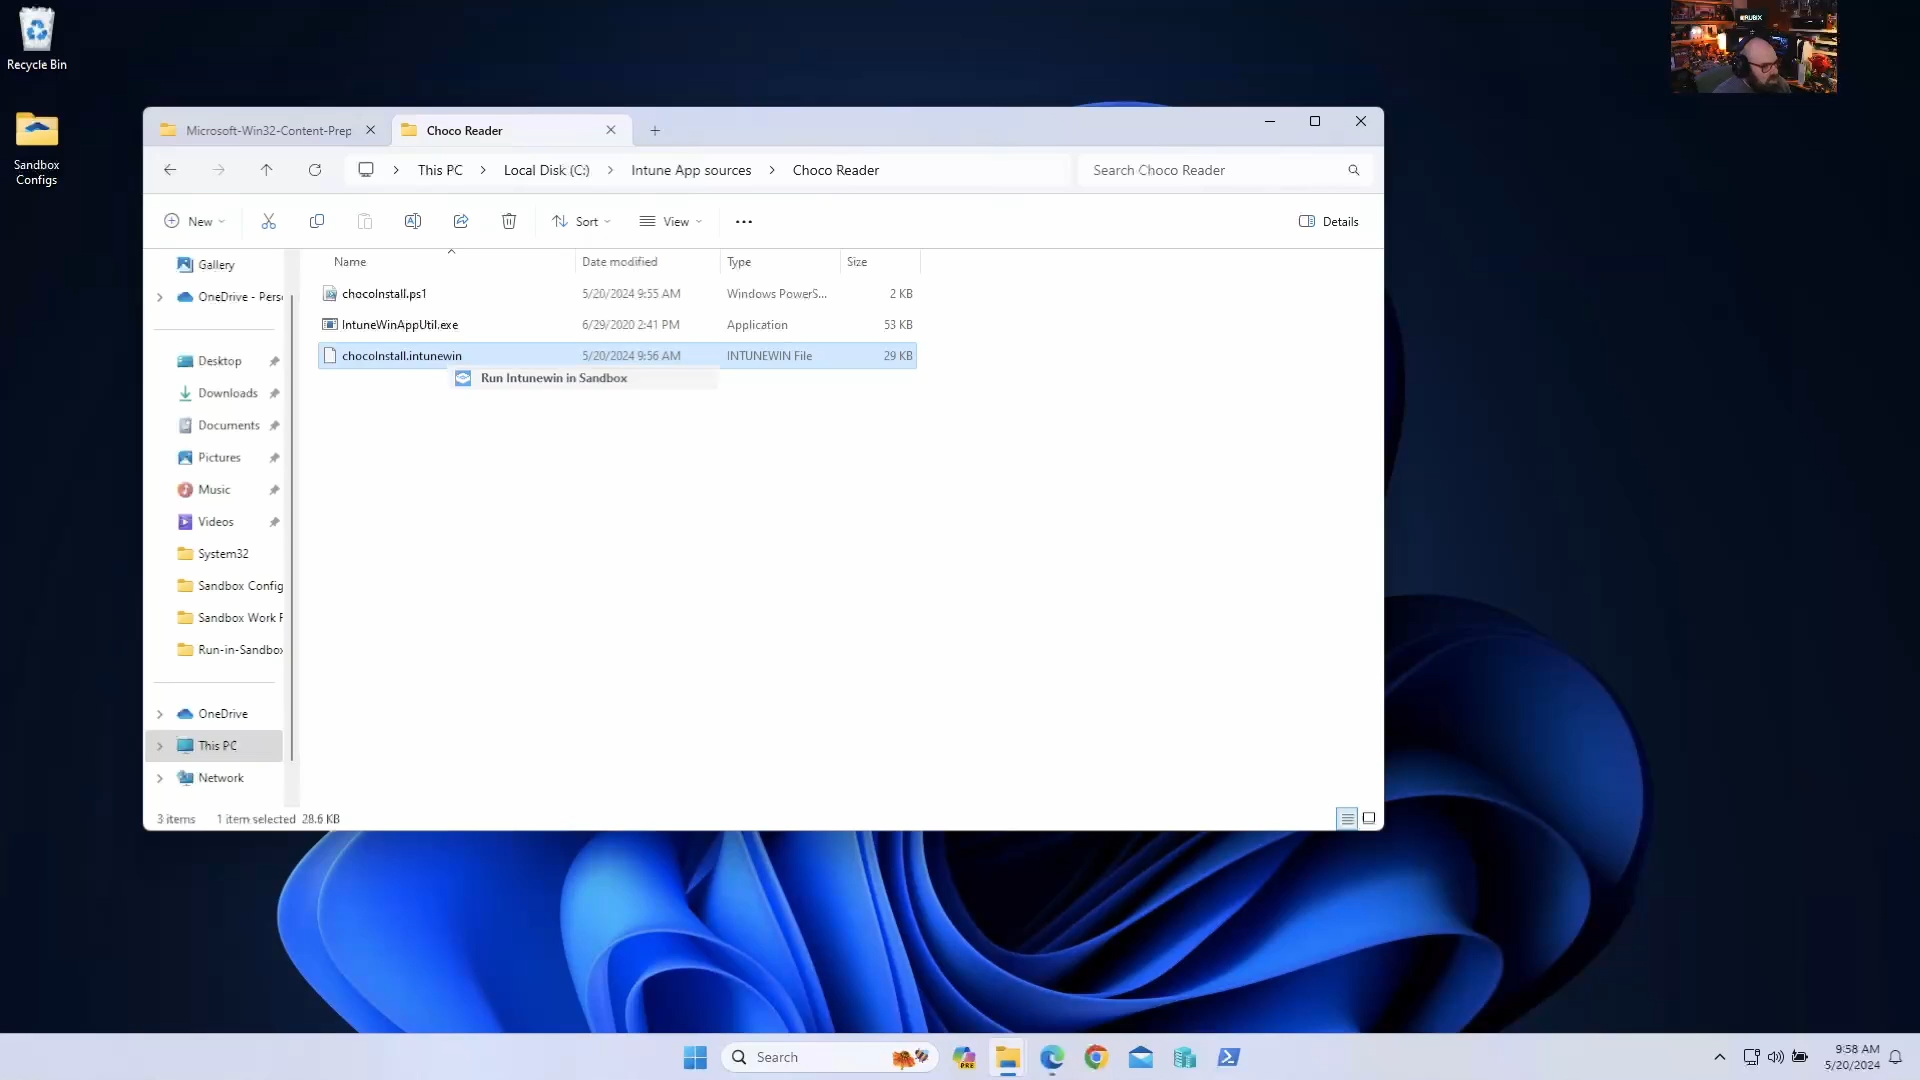 Recycle Bin
Sandbox
Configs
RUBIX
Microsoft-Win32-Content-Prep
Choco Reader
This PC
Local Disk (C:)
Intune App sources
Choco Reader
Search Choco Reader
New
Sort
View
Details
Gallery
OneDrive - Pers
Desktop
Downloads
Documents
Pictures
Music
Videos
System32
Sandbox Config
Sandbox Work F
Run-in-Sandbox
OneDrive
This PC
Network
Name Date modified Type Size
chocoInstall.ps1 5/20/2024 9:55 AM Windows PowerS... 2 KB
IntuneWinAppUtil.exe 6/29/2020 2:41 PM Application 53 KB
chocoInstall.intunewin 5/20/2024 9:56 AM INTUNEWIN File 29 KB
Run Intunewin in Sandbox
3 items 1 item selected 28.6 KB
Search
PRE
9:58 AM
5/20/2024